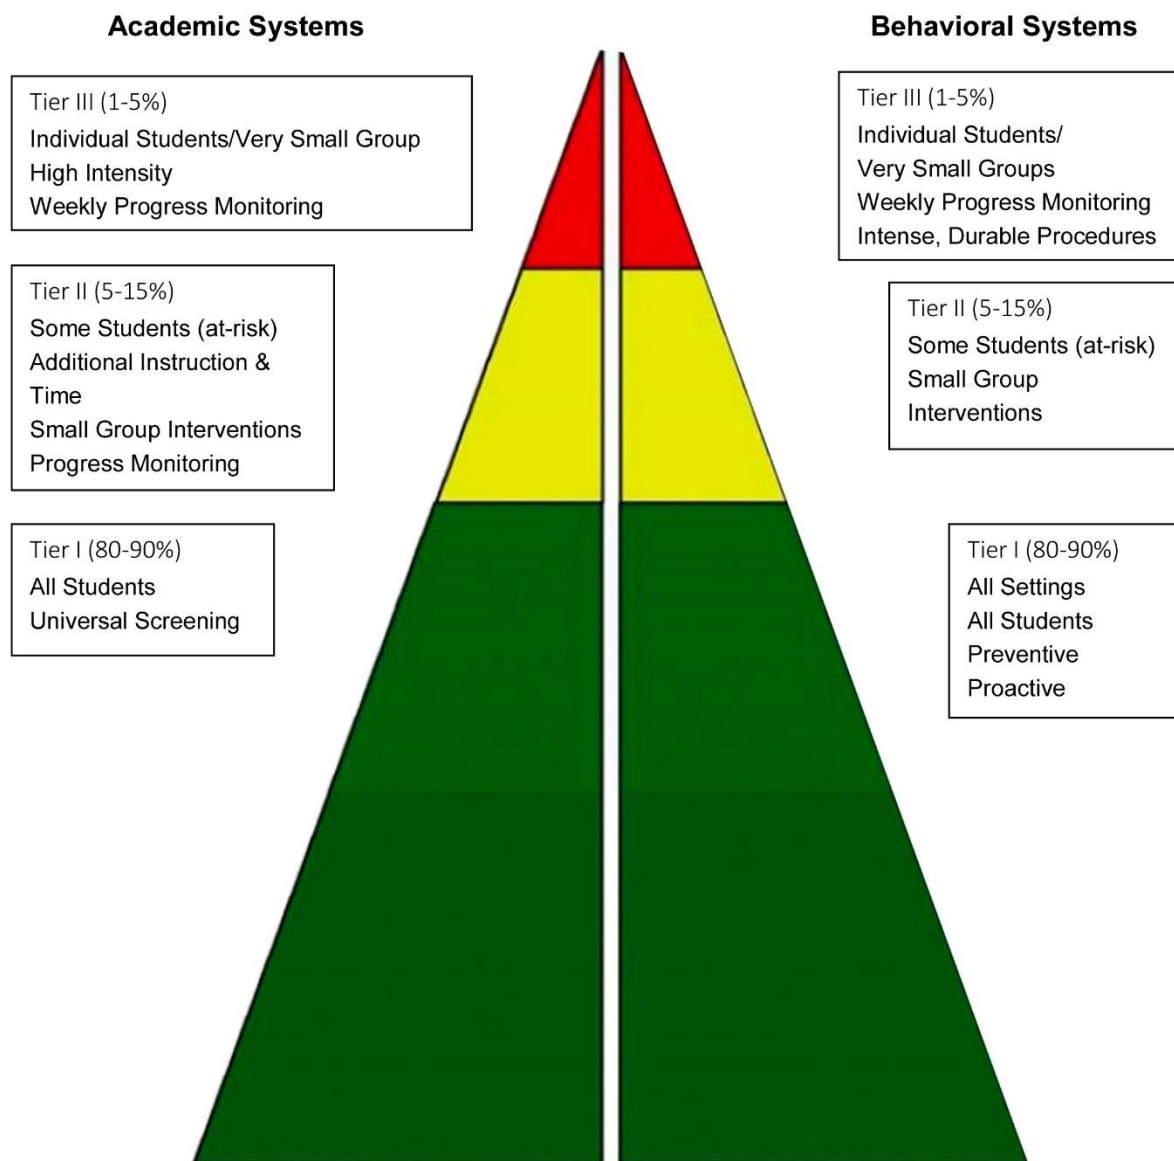 Academic Systems
Behavioral Systems
Tier III (1-5%)
Individual Students/Very Small Group
High Intensity
Weekly Progress Monitoring
Tier III (1-5%)
Individual Students/
Very Small Groups
Weekly Progress Monitoring
Intense, Durable Procedures
Tier II (5-15%)
Some Students (at-risk)
Additional Instruction &
Time
Small Group Interventions
Progress Monitoring
Tier II (5-15%)
Some Students (at-risk)
Small Group
Interventions
Tier I (80-90%)
All Students
Universal Screening
Tier I (80-90%)
All Settings
All Students
Preventive
Proactive